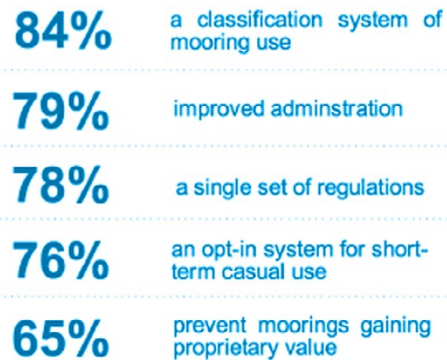 84% a classification system of
mooring use
79% improved adminstration
78% a single set of regulations
76% an opt-in system for short-
term casual use
65% prevent moorings gaining
proprietary value